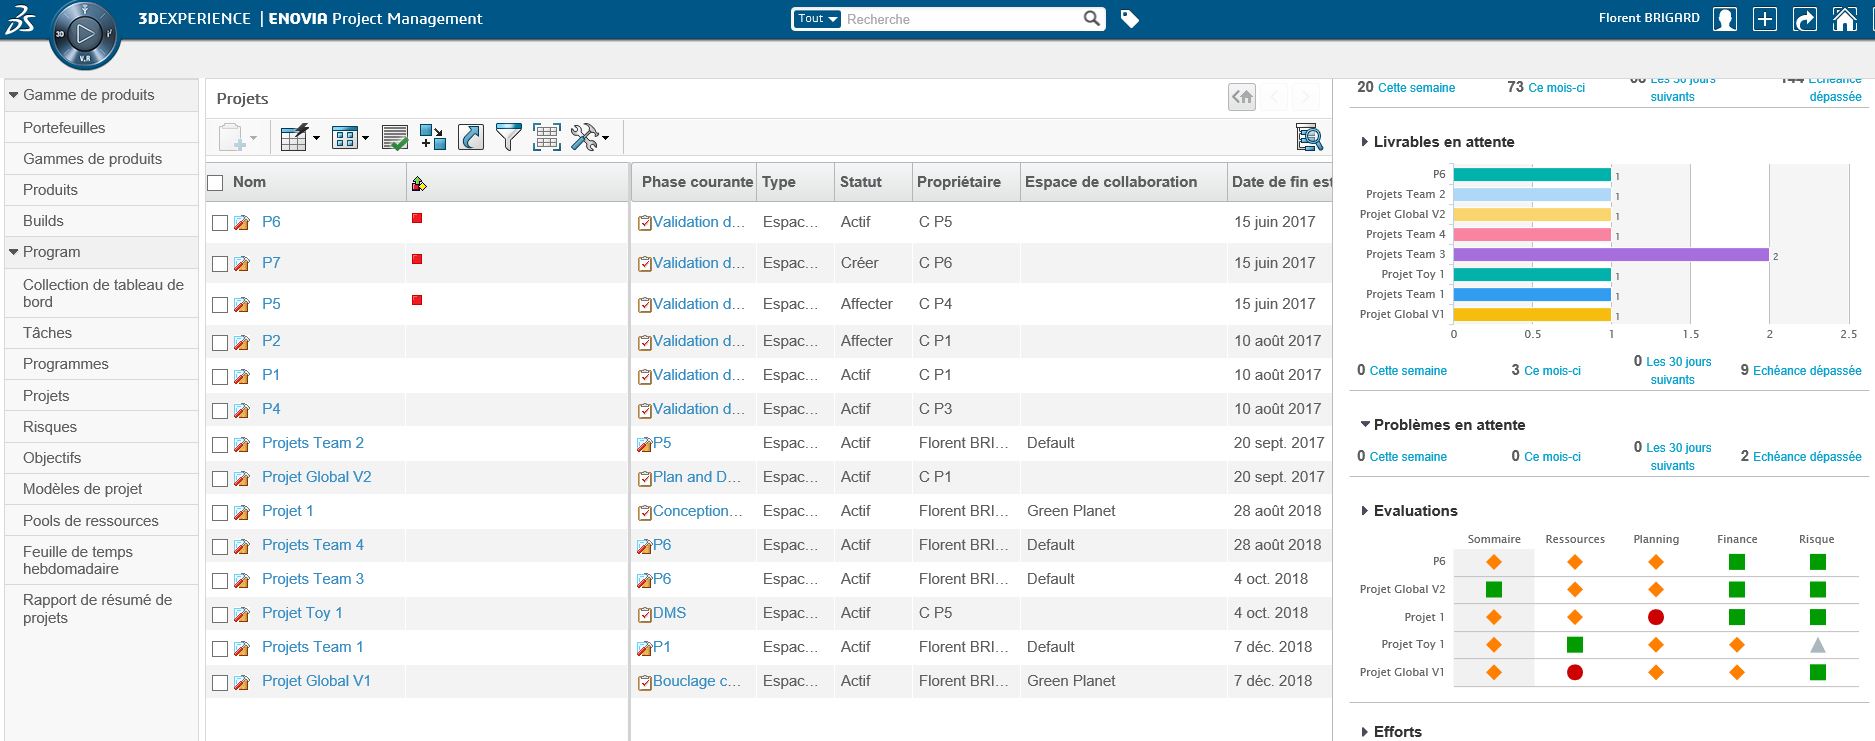 3DEXPERIENCE | ENOVIA Project Management
Tout
Recherche
Florent BRIGARD
3D
V.R
Gamme de produits
Portefeuilles
Gammes de produits
Produits
Builds
Program
Collection de tableau de
bord
Tâches
Programmes
Projets
Risques
Objectifs
Modèles de projet
Pools de ressources
Feuille de temps
hebdomadaire
Rapport de résumé de
projets
Projets
Nom Phase courante Type Statut Propriétaire Espace de collaboration Date de fin est
P6 Validation d... Espac... Actif C P5 15 juin 2017
P7 Validation d... Espac... Créer C P6 15 juin 2017
P5 Validation d... Espac... Affecter C P4 15 juin 2017
P2 Validation d... Espac... Affecter C P1 10 août 2017
P1 Validation d... Espac... Actif C P1 10 août 2017
P4 Validation d... Espac... Actif C P3 10 août 2017
Projets Team 2 P5 Espac... Actif Florent BRI... Default 20 sept. 2017
Projet Global V2 Plan and D... Espac... Actif C P1 20 sept. 2017
Projet 1 Conception... Espac... Actif Florent BRI... Green Planet 28 août 2018
Projets Team 4 P6 Espac... Actif Florent BRI... Default 28 août 2018
Projets Team 3 P6 Espac... Actif Florent BRI... Default 4 oct. 2018
Projet Toy 1 DMS Espac... Actif C P5 4 oct. 2018
Projets Team 1 P1 Espac... Actif Florent BRI... Default 7 déc. 2018
Projet Global V1 Bouclage c... Espac... Actif Florent BRI... Green Planet 7 déc. 2018
20 Cette semaine 73 Ce mois-ci Les 30 jours
suivants 144 Echéance
dépassée
Livrables en attente
P6 1
Projets Team 2 1
Projet Global V2 1
Projets Team 4 1
Projets Team 3 2
Projet Toy 1 1
Projets Team 1 1
Projet Global V1 1
0 0.5 1 1.5 2 2.5
0 Cette semaine 3 Ce mois-ci 0 Les 30 jours
suivants 9 Echéance dépassée
Problèmes en attente
0 Cette semaine 0 Ce mois-ci 0 Les 30 jours
suivants 2 Echéance dépassée
Evaluations
Sommaire Ressources Planning Finance Risque
P6
Projet Global V2
Projet 1
Projet Toy 1
Projet Global V1
Efforts